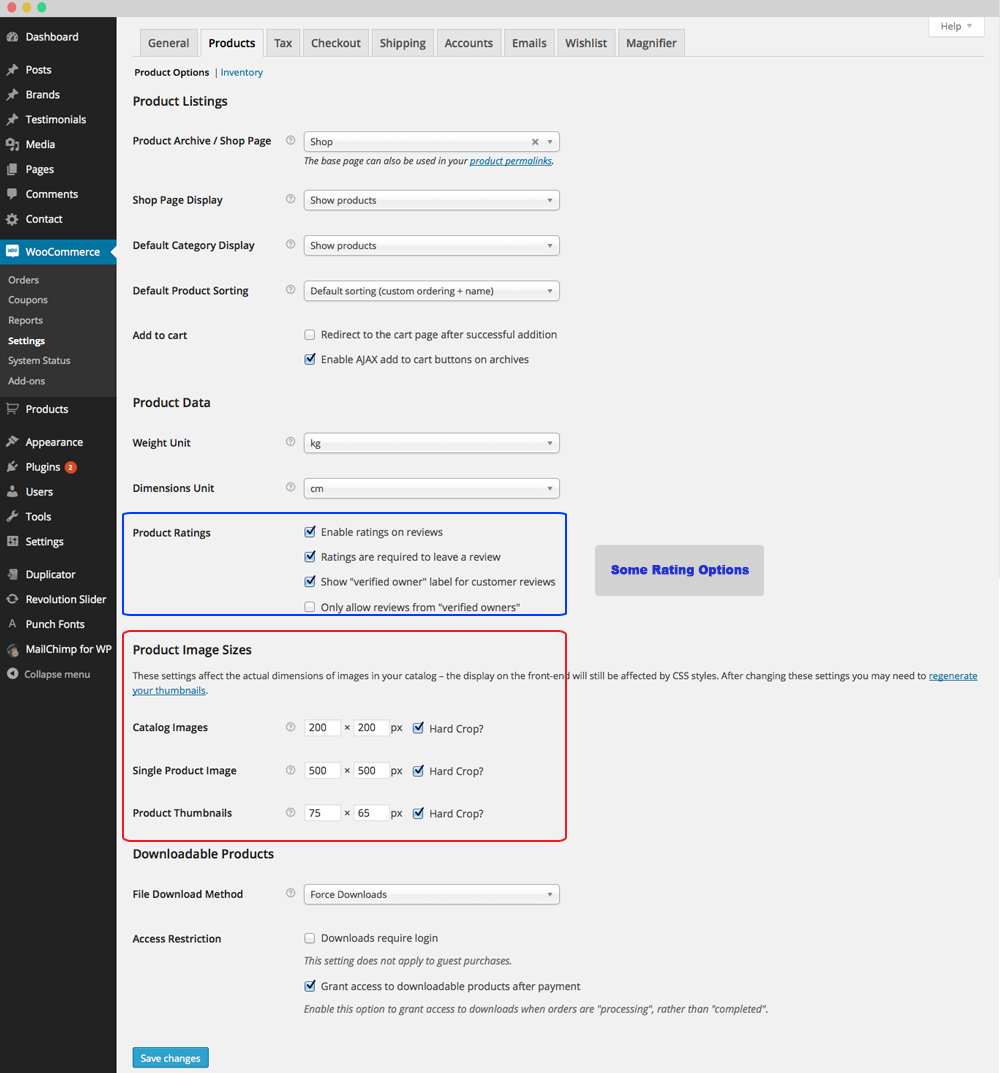 Help
Dashboard
Posts
Brands
Testimonials
Media
Pages
Comments
Contact
WooCommerce
Orders
Coupons
Reports
Settings
System Status
Add-ons
Products
Appearance
Plugins 2
Users
Tools
Settings
Duplicator
Revolution Slider
A Punch Fonts
MailChimp for WP
Collapse menu
General Products Tax Checkout Shipping Accounts Emails Wishlist Magnifier
Product Options | Inventory
Product Listings
Product Archive / Shop Page ? Shop ×
The base page can also be used in your product permalinks.
Shop Page Display ? Show products
Default Category Display ? Show products
Default Product Sorting ? Default sorting (custom ordering + name)
Add to cart Redirect to the cart page after successful addition
Enable AJAX add to cart buttons on archives
Product Data
Weight Unit ? kg
Dimensions Unit ? cm
Product Ratings Enable ratings on reviews
Ratings are required to leave a review
Show "verified owner" label for customer reviews
Only allow reviews from "verified owners"
Some Rating Options
Product Image Sizes
These settings affect the actual dimensions of images in your catalog – the display on the front-end will still be affected by CSS styles. After changing these settings you may need to regenerate
your thumbnails.
Catalog Images ? 200 × 200 px Hard Crop?
Single Product Image ? 500 × 500 px Hard Crop?
Product Thumbnails ? 75 × 65 px Hard Crop?
Downloadable Products
File Download Method ? Force Downloads
Access Restriction Downloads require login
This setting does not apply to guest purchases.
Grant access to downloadable products after payment
Enable this option to grant access to downloads when orders are "processing", rather than "completed".
Save changes